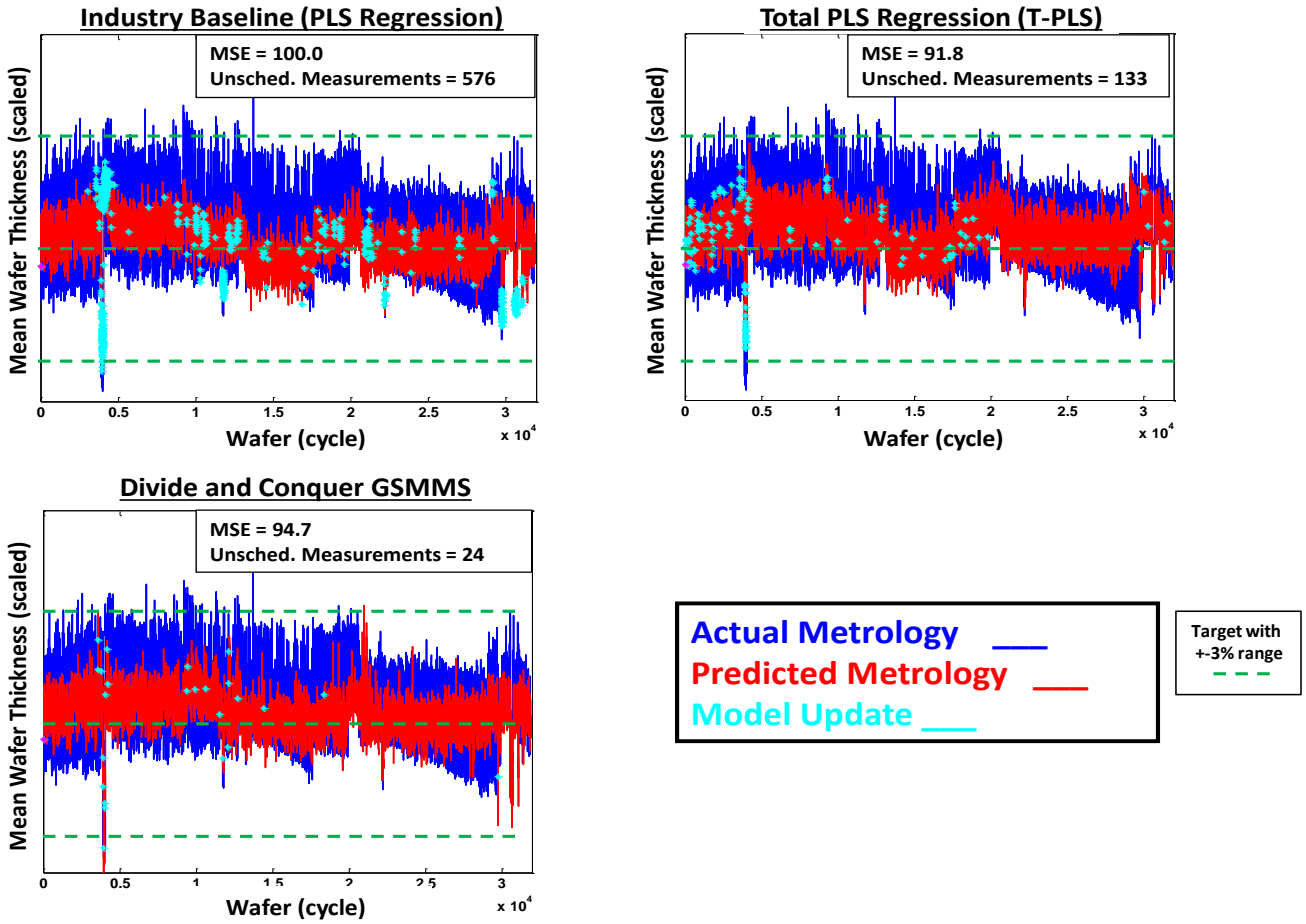 Industry Baseline (PLS Regression)
MSE = 100.0
Unsched. Measurements = 576
Mean Wafer Thickness (scaled)
0 0.5 1 1.5 2 2.5 3
x 10^4
Wafer (cycle)
Total PLS Regression (T-PLS)
MSE = 91.8
Unsched. Measurements = 133
Mean Wafer Thickness (scaled)
0 0.5 1 1.5 2 2.5 3
x 10^4
Wafer (cycle)
Divide and Conquer GSMMS
MSE = 94.7
Unsched. Measurements = 24
Mean Wafer Thickness (scaled)
0 0.5 1 1.5 2 2.5 3
x 10^4
Wafer (cycle)
Actual Metrology
Predicted Metrology
Model Update
Target with
+-3% range